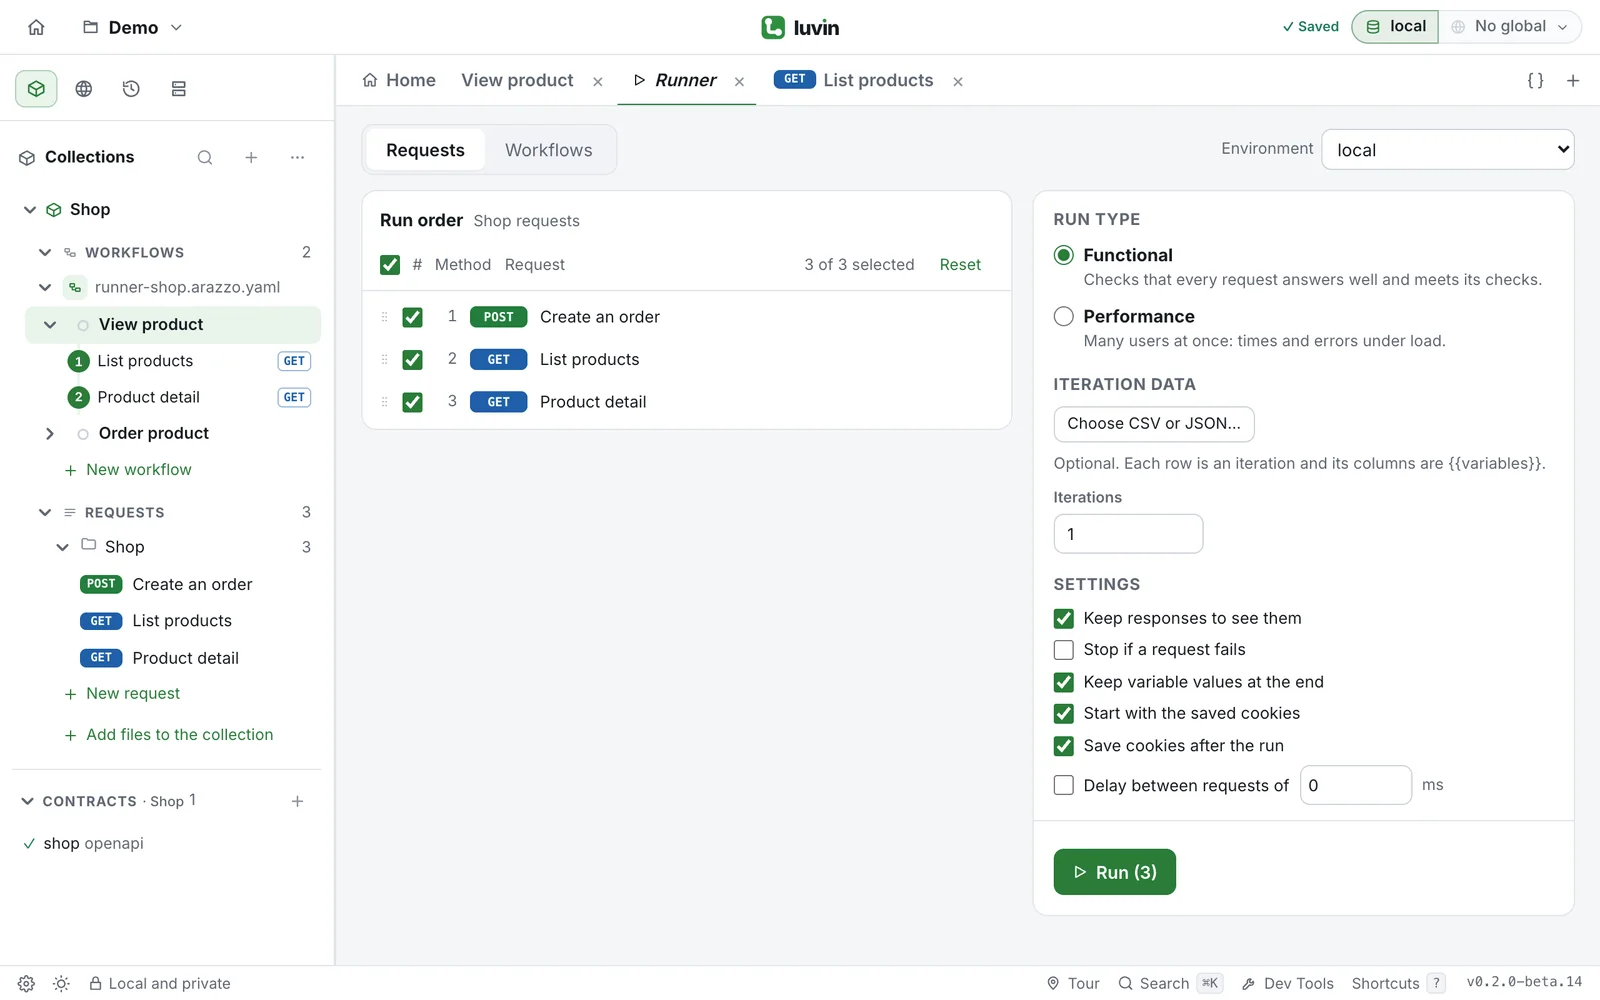 Demo
luvin
Saved
local
No global
Home
View product
Runner
GET List products
{ }
Collections
Shop
WORKFLOWS 2
runner-shop.arazzo.yaml
View product
1 List products GET
2 Product detail GET
Order product
+ New workflow
REQUESTS 3
Shop 3
POST Create an order
GET List products
GET Product detail
+ New request
+ Add files to the collection
CONTRACTS · Shop 1
shop openapi
Requests
Workflows
Environment local
Run order Shop requests
# Method Request 3 of 3 selected Reset
1 POST Create an order
2 GET List products
3 GET Product detail
RUN TYPE
Functional
Checks that every request answers well and meets its checks.
Performance
Many users at once: times and errors under load.
ITERATION DATA
Choose CSV or JSON...
Optional. Each row is an iteration and its columns are {{variables}}.
Iterations
1
SETTINGS
Keep responses to see them
Stop if a request fails
Keep variable values at the end
Start with the saved cookies
Save cookies after the run
Delay between requests of 0 ms
Run (3)
Local and private
Tour
Search ⌘K
Dev Tools
Shortcuts ?
v0.2.0-beta.14